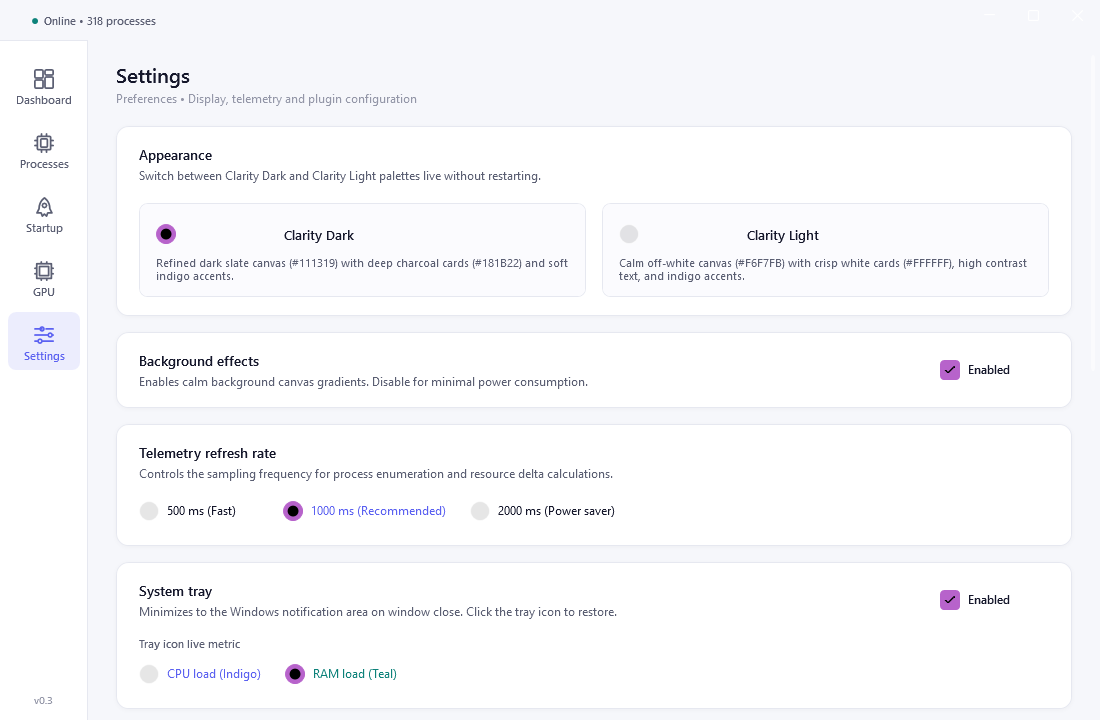 Online • 318 processes
Dashboard
Processes
Startup
GPU
Settings
v0.3
Settings
Preferences • Display, telemetry and plugin configuration
Appearance
Switch between Clarity Dark and Clarity Light palettes live without restarting.
Clarity Dark
Refined dark slate canvas (#111319) with deep charcoal cards (#181B22) and soft
indigo accents.
Clarity Light
Calm off-white canvas (#F6F7FB) with crisp white cards (#FFFFFF), high contrast
text, and indigo accents.
Background effects
Enables calm background canvas gradients. Disable for minimal power consumption.
Enabled
Telemetry refresh rate
Controls the sampling frequency for process enumeration and resource delta calculations.
500 ms (Fast)
1000 ms (Recommended)
2000 ms (Power saver)
System tray
Minimizes to the Windows notification area on window close. Click the tray icon to restore.
Enabled
Tray icon live metric
CPU load (Indigo)
RAM load (Teal)